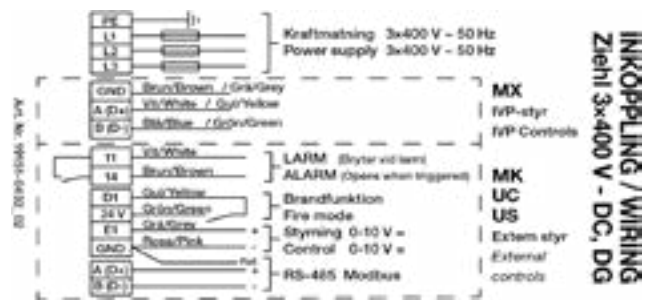 INKOPPLING / WIRING
Ziehl 3x400 V - DC, DG
PE
L1
L2
L3
Kraftmatning 3x400 V ~ 50 Hz
Power supply 3x400 V ~ 50 Hz
GND Brun/Brown / Grå/Grey
A (D+) Vit/White / Gul/Yellow
B (D-) Blå/Blue / Grön/Green
MX
IVP-styr
IVP Controls
11 Vit/White
14 Brun/Brown
LARM (Bryter vid larm)
ALARM (Opens when triggered)
D1 Gul/Yellow
24 V Grön/Green
Brandfunktion
Fire mode
E1 Grå/Grey +
GND Rosa/Pink -
Styrning 0-10 V =
Control 0-10 V =
A (D+) +
B (D-) -
RS-485 Modbus
MK
UC
US
Extern styr
External
controls